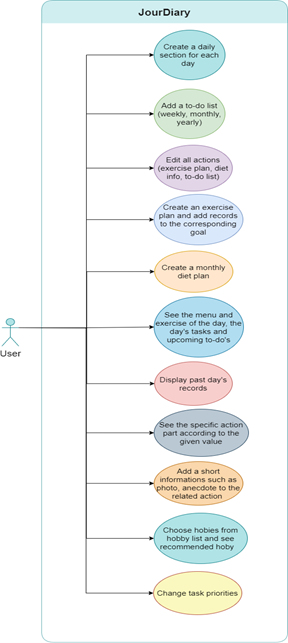 JourDiary
Create a daily
section for each
day
Add a to-do list
(weekly, monthly,
yearly)
Edit all actions
(exercise plan, diet
info, to-do list)
Create an exercise
plan and add records
to the corresponding
goal
Create a monthly
diet plan
See the menu and
exercise of the day, the
day's tasks and
upcoming to-do's
User
Display past day's
records
See the specific action
part according to the
given value
Add a short
informations such as
photo, anecdote to the
related action
Choose hobies from
hobby list and see
recommended hoby
Change task priorities